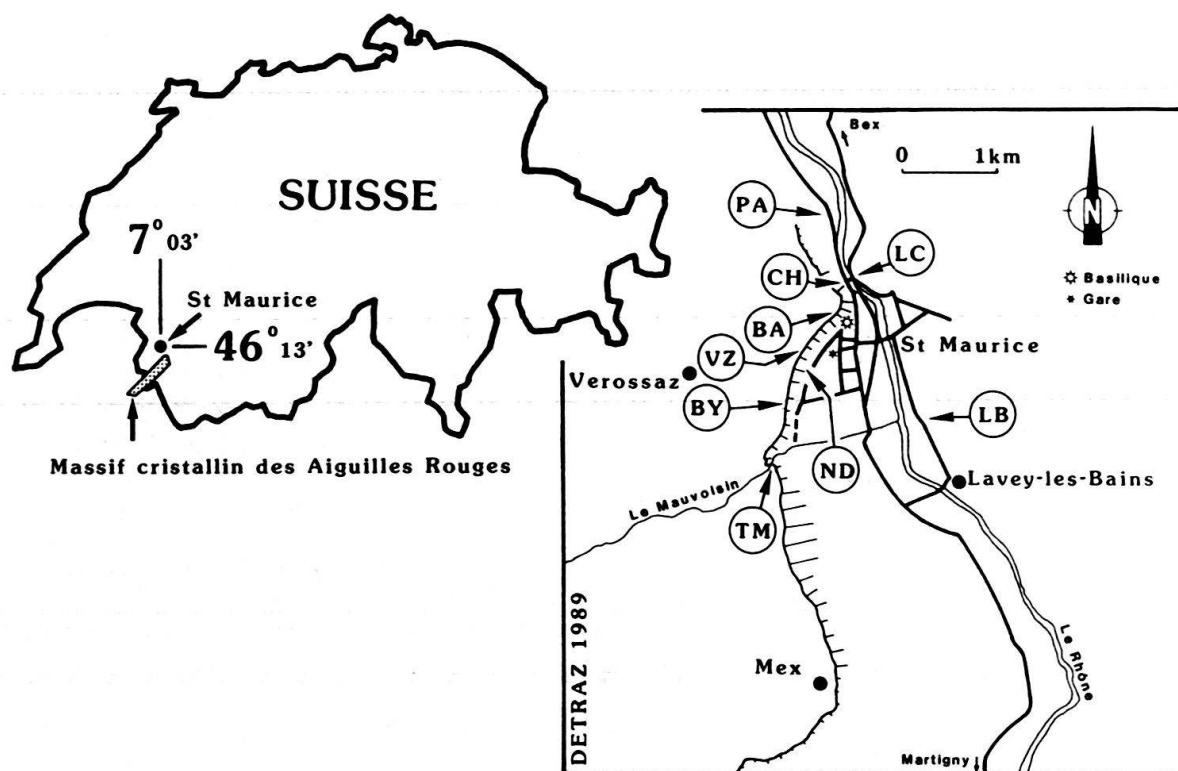 SUISSE
7° 03'
St Maurice
46° 13'
Massif cristallin des Aiguilles Rouges
Bex
0 1km
N
PA
LC
CH
Basilique
* Gare
BA
St Maurice
VZ
Verossaz
BY
LB
ND
Lavey-les-Bains
Le Mauvoisin
TM
Le Rhône
Mex
DETRAZ 1989
Martigny